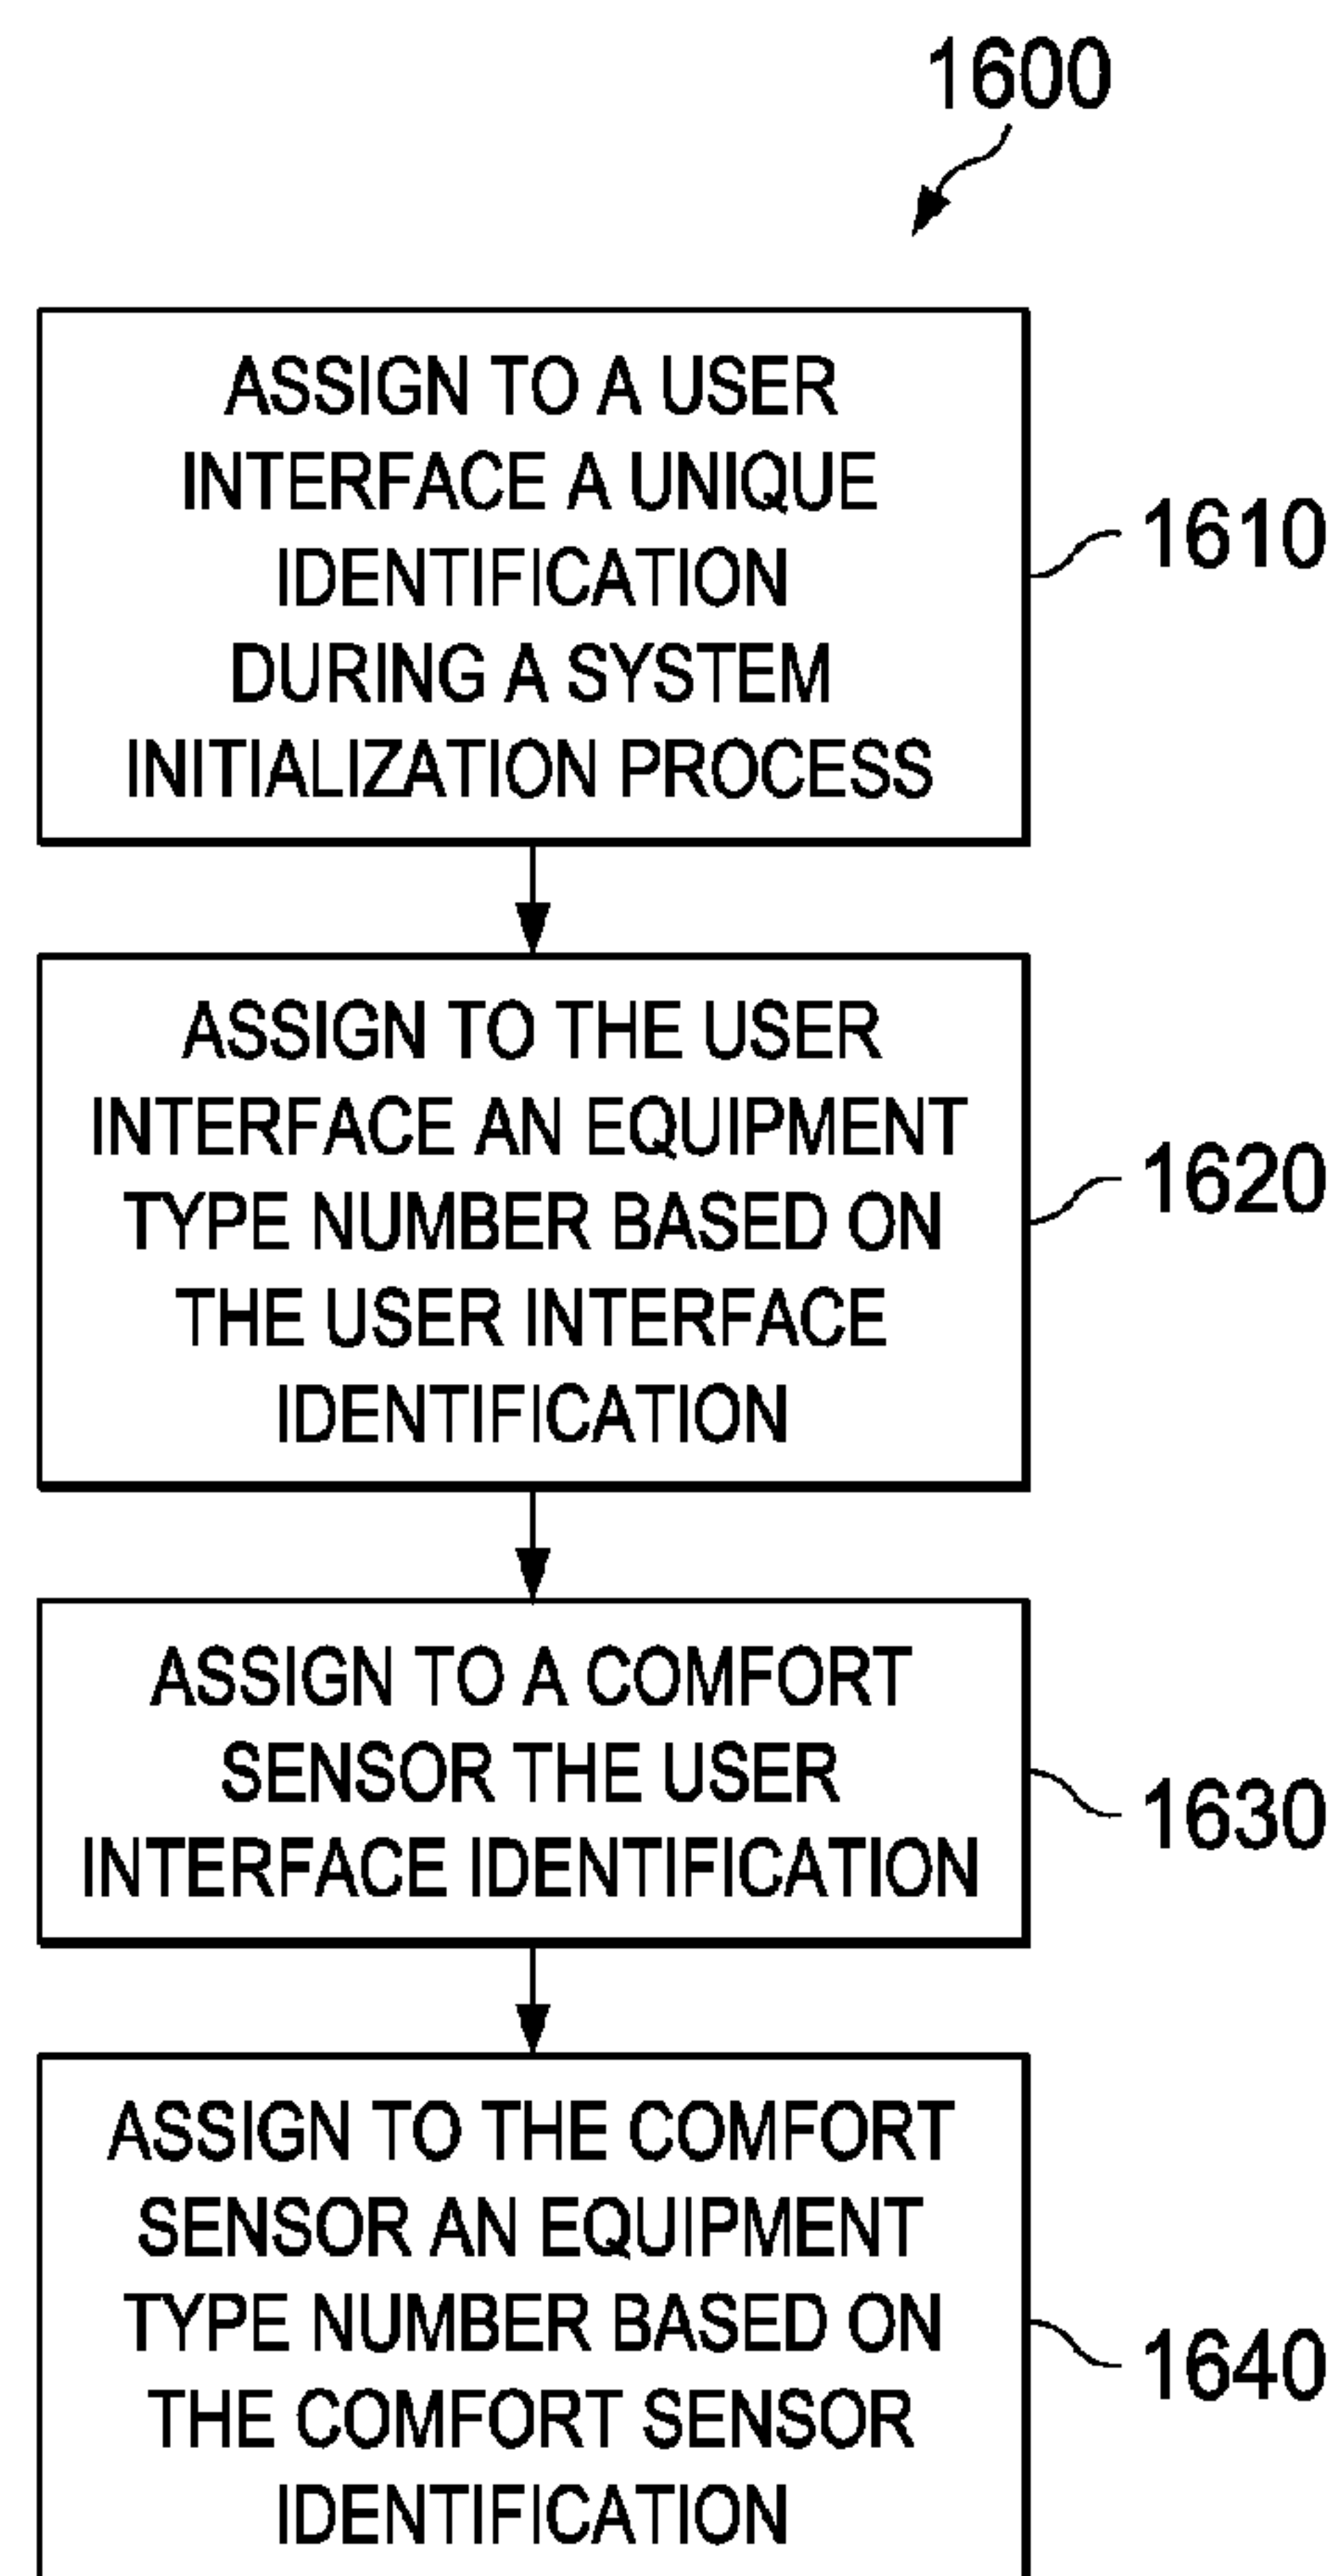 1600
ASSIGN TO A USER
INTERFACE A UNIQUE
IDENTIFICATION
DURING A SYSTEM
INITIALIZATION PROCESS
1610
ASSIGN TO THE USER
INTERFACE AN EQUIPMENT
TYPE NUMBER BASED ON
THE USER INTERFACE
IDENTIFICATION
1620
ASSIGN TO A COMFORT
SENSOR THE USER
INTERFACE IDENTIFICATION
1630
ASSIGN TO THE COMFORT
SENSOR AN EQUIPMENT
TYPE NUMBER BASED ON
THE COMFORT SENSOR
IDENTIFICATION
1640